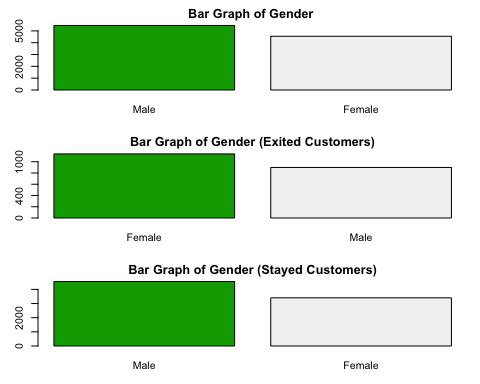 Bar Graph of Gender
0 2000 5000
Male Female
Bar Graph of Gender (Exited Customers)
0 400 1000
Female Male
Bar Graph of Gender (Stayed Customers)
0 2000
Male Female